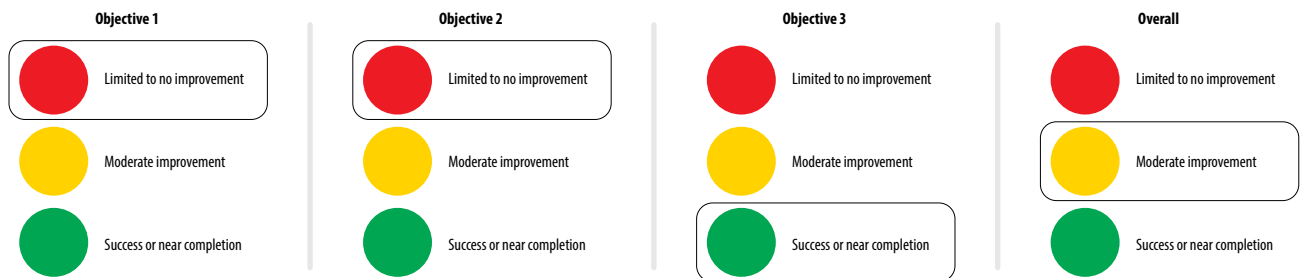 Objective 1
Limited to no improvement
Moderate improvement
Success or near completion
Objective 2
Limited to no improvement
Moderate improvement
Success or near completion
Objective 3
Limited to no improvement
Moderate improvement
Success or near completion
Overall
Limited to no improvement
Moderate improvement
Success or near completion